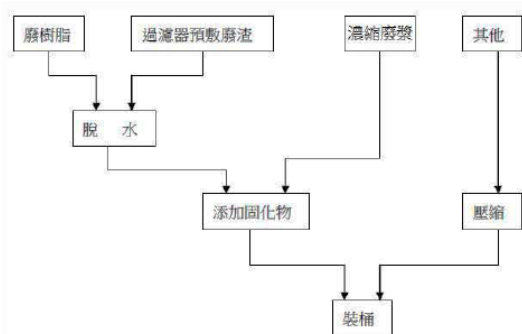 廢樹脂
過濾器預敷廢渣
濃縮廢漿
其他
脫 水
添加固化物
壓縮
裝桶